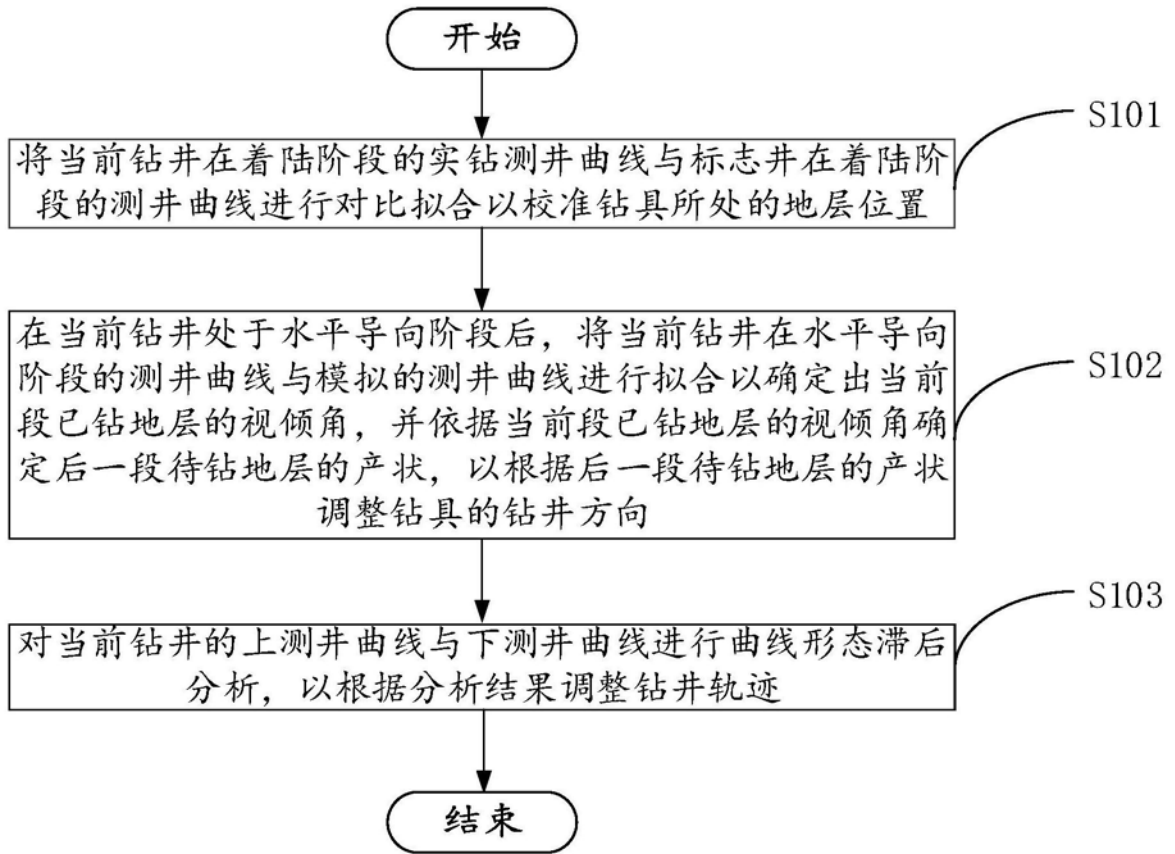 开始
S101
将当前钻井在着陆阶段的实钻测井曲线与标志井在着陆阶
段的测井曲线进行对比拟合以校准钻具所处的地层位置
在当前钻井处于水平导向阶段后，将当前钻井在水平导向
阶段的测井曲线与模拟的测井曲线进行拟合以确定出当前
段已钻地层的视倾角，并依据当前段已钻地层的视倾角确
定后一段待钻地层的产状，以根据后一段待钻地层的产状
调整钻具的钻井方向
S102
S103
对当前钻井的上测井曲线与下测井曲线进行曲线形态滞后
分析，以根据分析结果调整钻井轨迹
结束